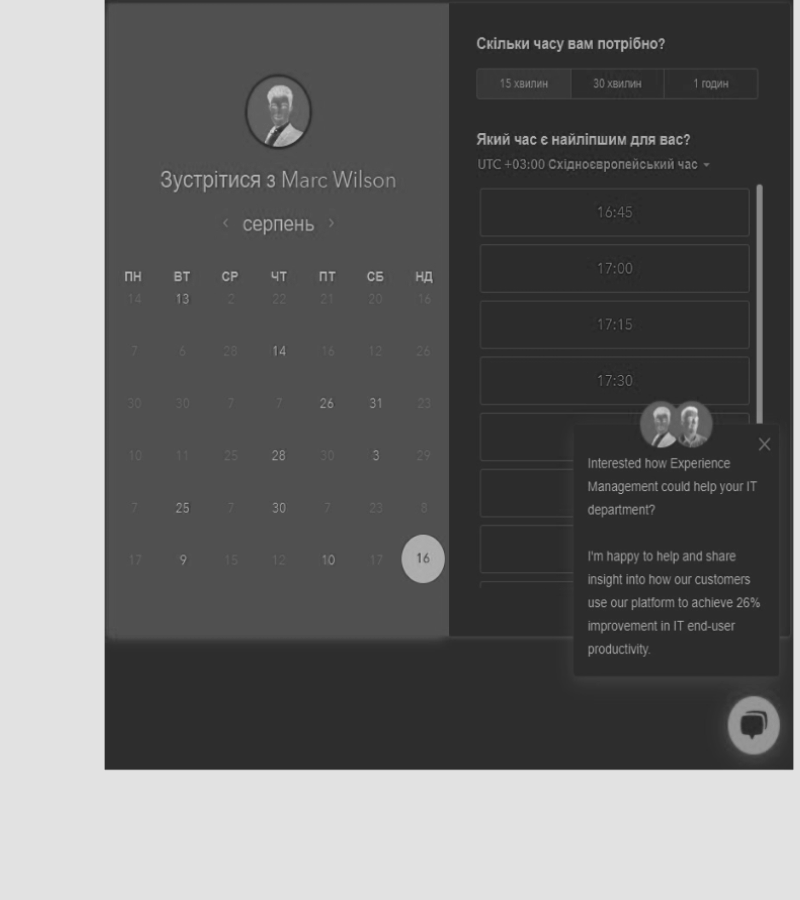 Зустрітися з Marc Wilson
серпень
ПН ВТ СР ЧТ ПТ СБ НД
14 13 2 22 21 20 16
7 6 28 14 16 12 26
30 30 7 7 26 31 23
10 11 25 28 30 3 29
7 25 7 30 7 23 8
17 9 15 12 10 17 16
Скільки часу вам потрібно?
15 хвилин 30 хвилин 1 годин
Який час є найліпшим для вас?
UTC +03:00 Східноєвропейський час
16:45
17:00
17:15
17:30
Interested how Experience
Management could help your IT
department?
I'm happy to help and share
insight into how our customers
use our platform to achieve 26%
improvement in IT end-user
productivity.